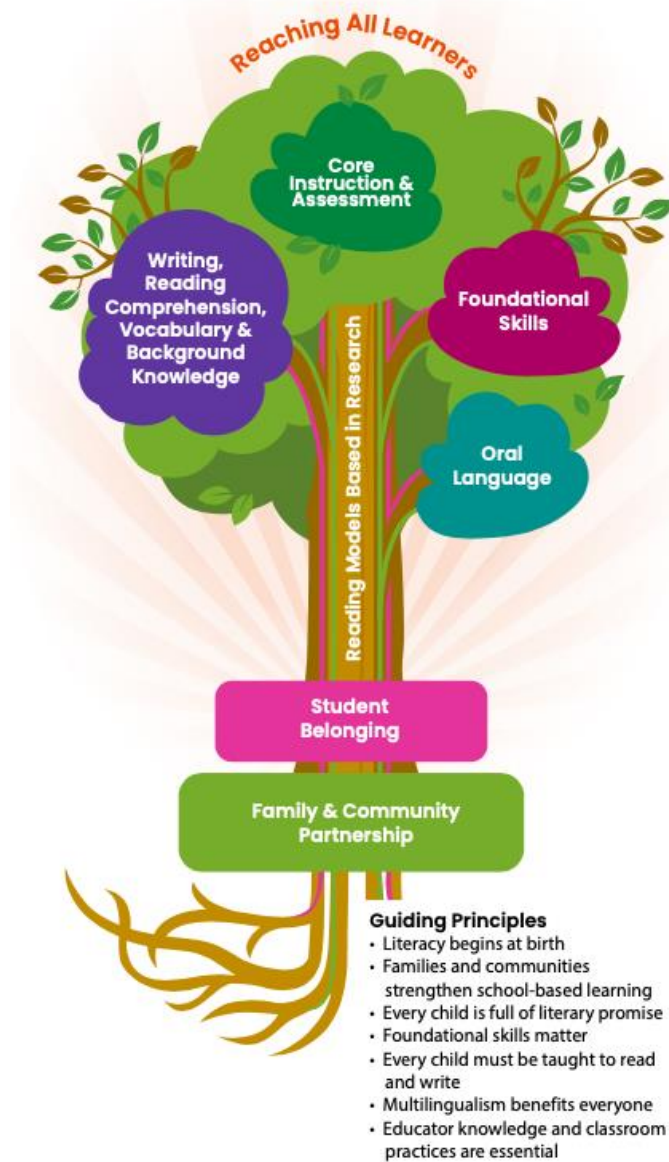 Reaching All Learners
Core
Instruction &
Assessment
Writing,
Reading
Comprehension,
Vocabulary &
Background
Knowledge
Foundational
Skills
Oral
Language
Reading Models Based in Research
Student
Belonging
Family & Community
Partnership
Guiding Principles
• Literacy begins at birth
• Families and communities
strengthen school-based learning
• Every child is full of literary promise
• Foundational skills matter
• Every child must be taught to read
and write
• Multilingualism benefits everyone
• Educator knowledge and classroom
practices are essential